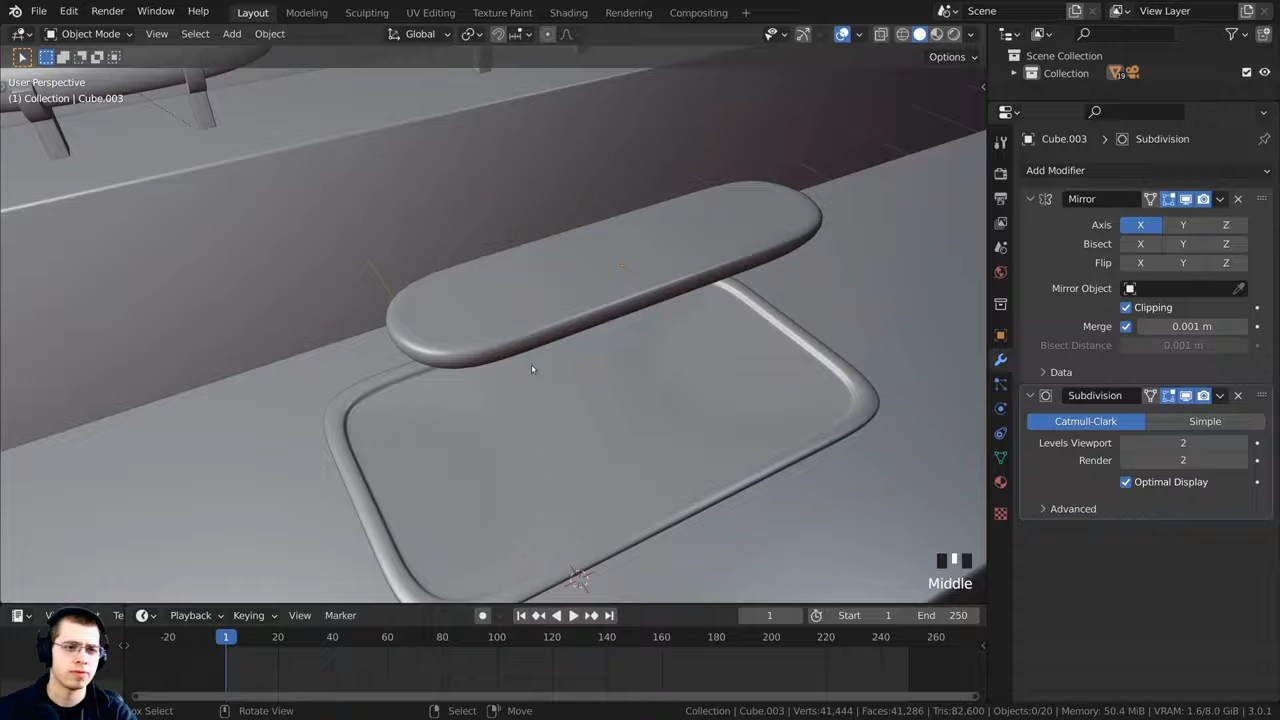 File Edit Render Window Help Layout Modeling Sculpting UV Editing Texture Paint Shading Rendering Compositing + Scene View Layer
Object Mode View Select Add Object Global
Options
User Perspective
(1) Collection | Cube.003
Scene Collection
Collection 19
Cube.003 > Subdivision
Add Modifier
Mirror
Axis X Y Z
Bisect X Y Z
Flip X Y Z
Mirror Object
Clipping
Merge 0.001 m
Bisect Distance 0.001 m
Data
Subdivision
Catmull-Clark Simple
Levels Viewport 2
Render 2
Optimal Display
Advanced
Middle
Playback Keying View Marker 1 Start 1 End 250
-20 1 20 40 60 80 100 120 140 160 180 200 220 240 260
ox Select Rotate View Select Move Collection | Cube.003 | Verts:41,444 | Faces:41,286 | Tris:82,600 | Objects:0/20 | Memory: 50.4 MiB | VRAM: 1.6/8.0 GiB | 3.0.1